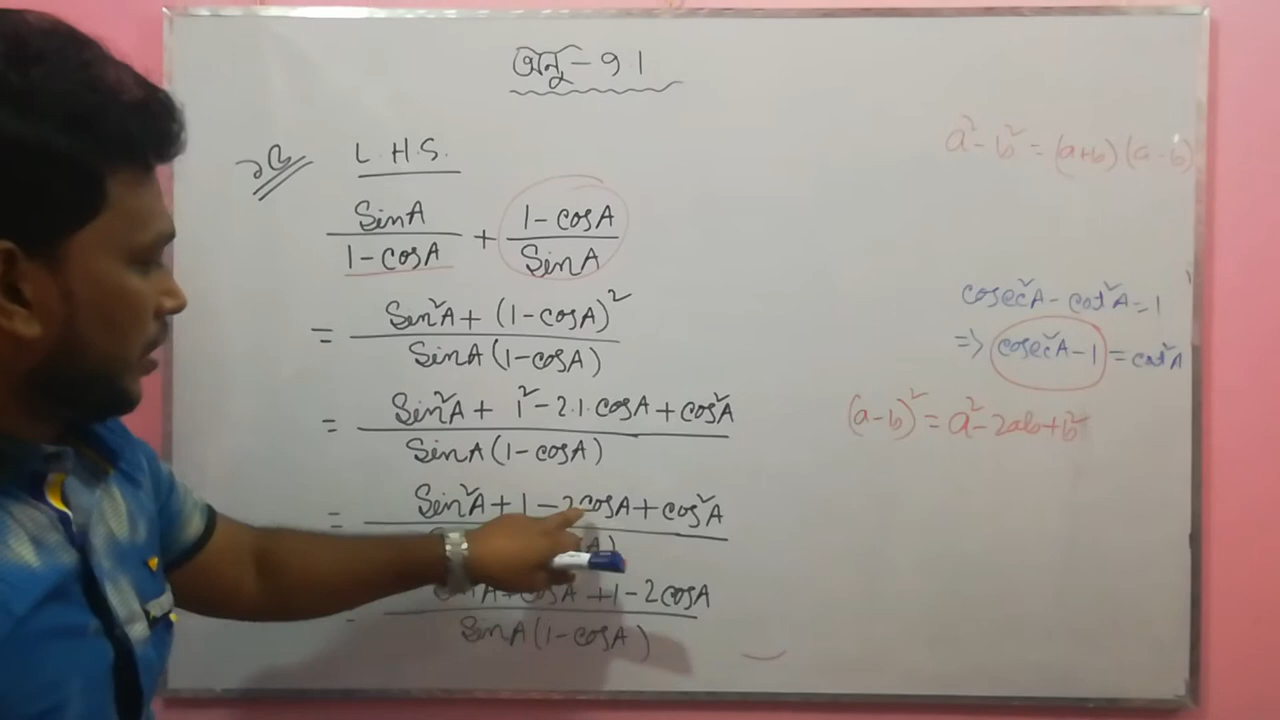 অনু-৭১
১৫
L.H.S.
SinA/1-cosA + 1-cosA/SinA
= Sin²A+ (1-cosA)²/SinA(1-cosA)
= Sin²A + 1²-2.1.cosA+cos²A/SinA(1-cosA)
= Sin²A+1-2cosA+cos²A/A)
+1-2cosA/SinA(1-cosA)
a²-b²=(a+b)(a-b)
cosec²A-cot²A=1
=> cosec²A-1=cot²A
(a-b)²=a²-2ab+b²